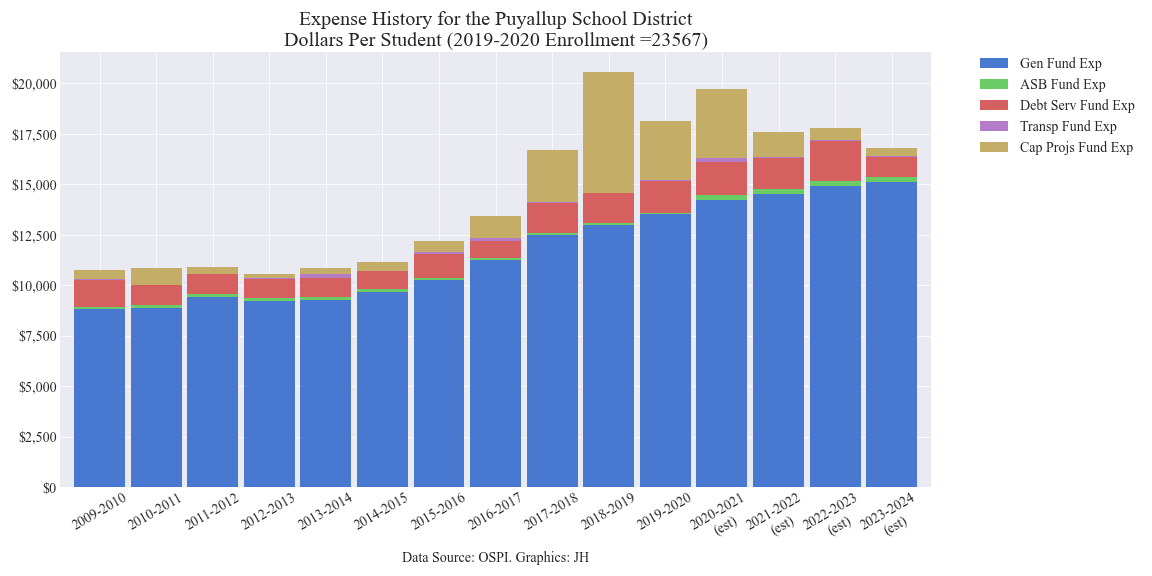 Expense History for the Puyallup School District
Dollars Per Student (2019-2020 Enrollment =23567)
$20,000
$17,500
$15,000
$12,500
$10,000
$7,500
$5,000
$2,500
$0
2009-2010
2010-2011
2011-2012
2012-2013
2013-2014
2014-2015
2015-2016
2016-2017
2017-2018
2018-2019
2019-2020
2020-2021
(est)
2021-2022
(est)
2022-2023
(est)
2023-2024
(est)
Data Source: OSPI. Graphics: JH
Gen Fund Exp
ASB Fund Exp
Debt Serv Fund Exp
Transp Fund Exp
Cap Projs Fund Exp